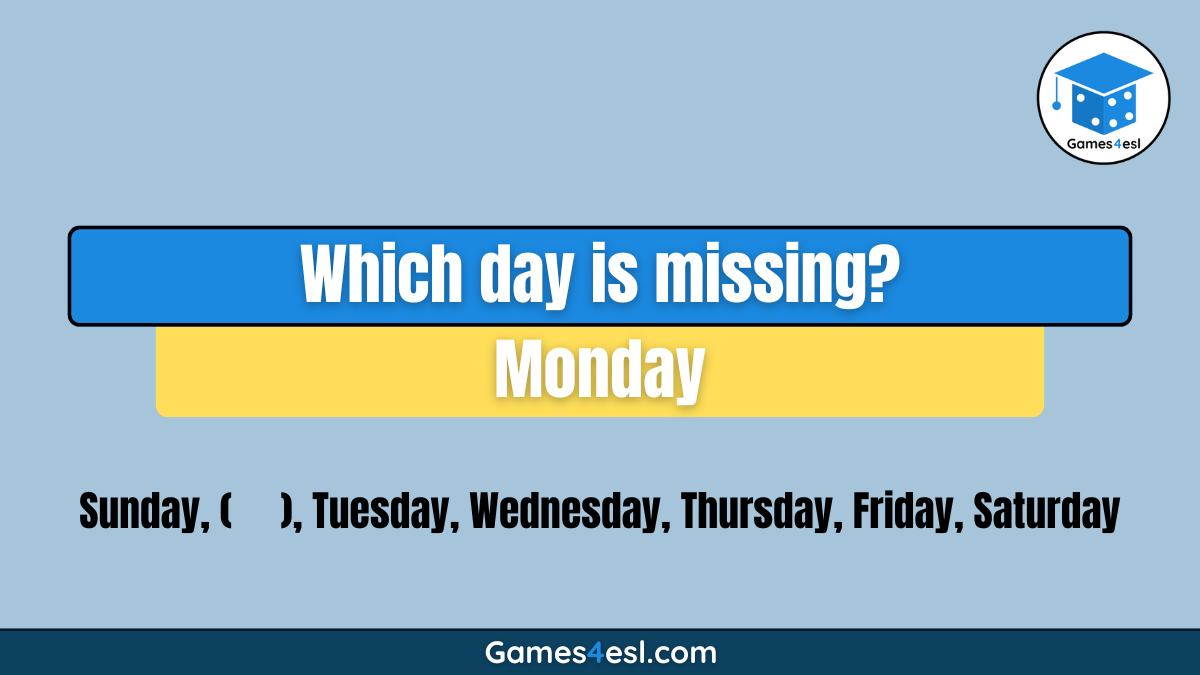 Games4esl
Which day is missing?
Monday
Sunday, (      ), Tuesday, Wednesday, Thursday, Friday, Saturday
Games4esl.com